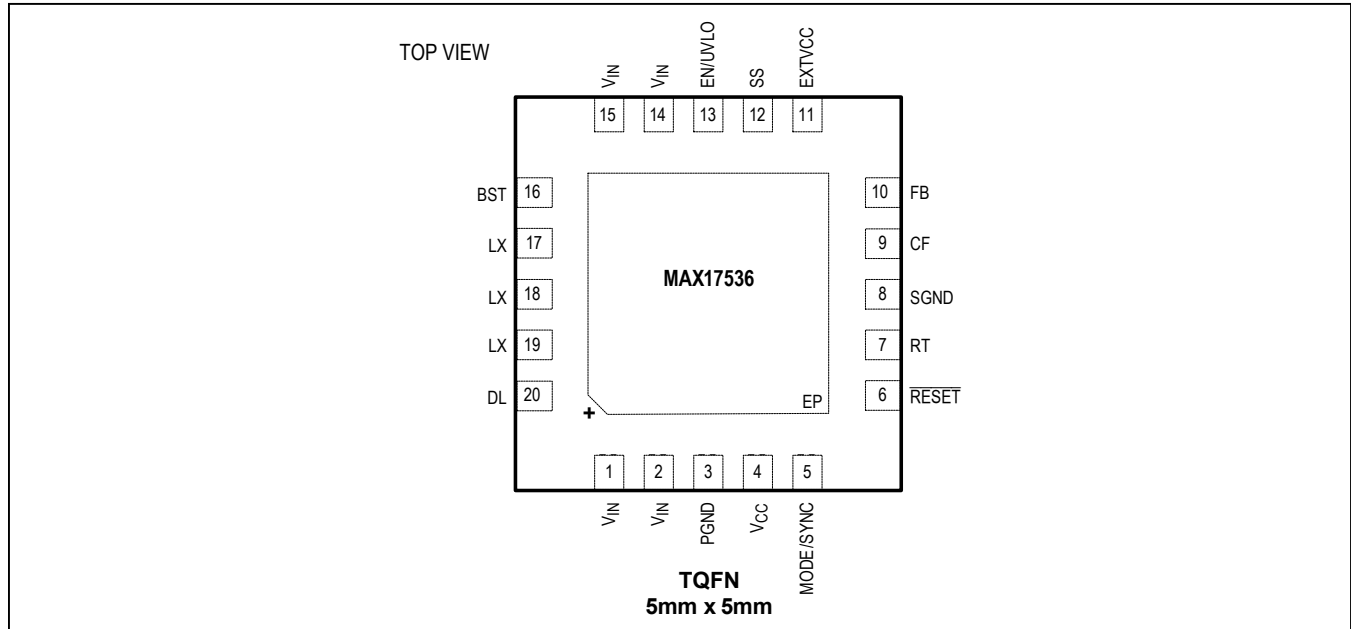 TOP VIEW
VIN
VIN
EN/UVLO
SS
EXTVCC
15
14
13
12
11
BST 16
10 FB
LX 17
9 CF
MAX17536
LX 18
8 SGND
LX 19
7 RT
DL 20
6 RESET
EP
+
1
2
3
4
5
VIN
VIN
PGND
VCC
MODE/SYNC
TQFN
5mm x 5mm